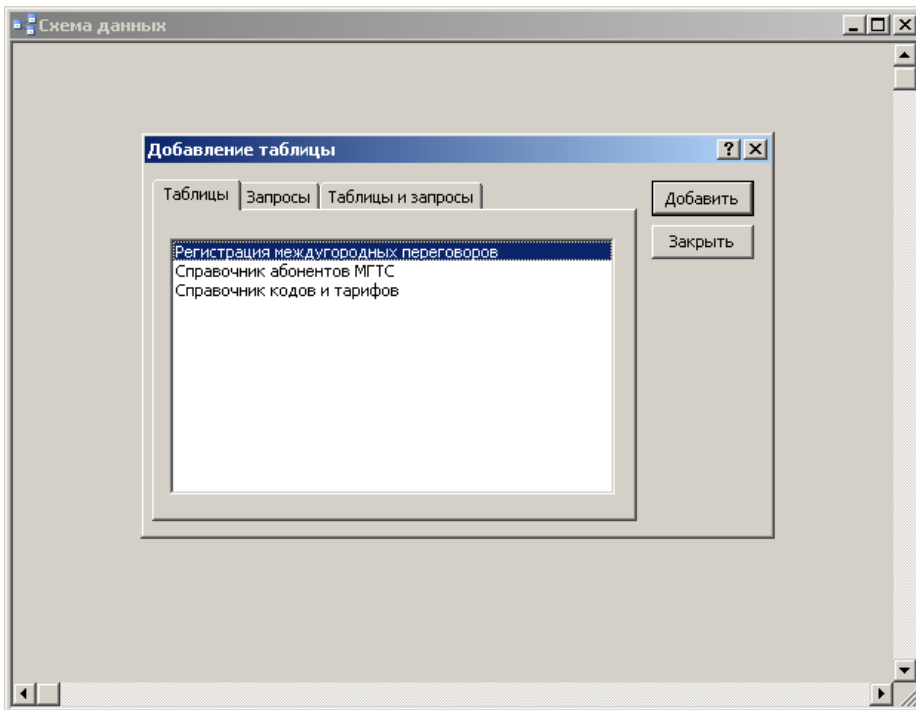 Схема данных
Добавление таблицы
Таблицы Запросы Таблицы и запросы
Добавить
Закрыть
Регистрация междугородных переговоров
Справочник абонентов МГТС
Справочник кодов и тарифов